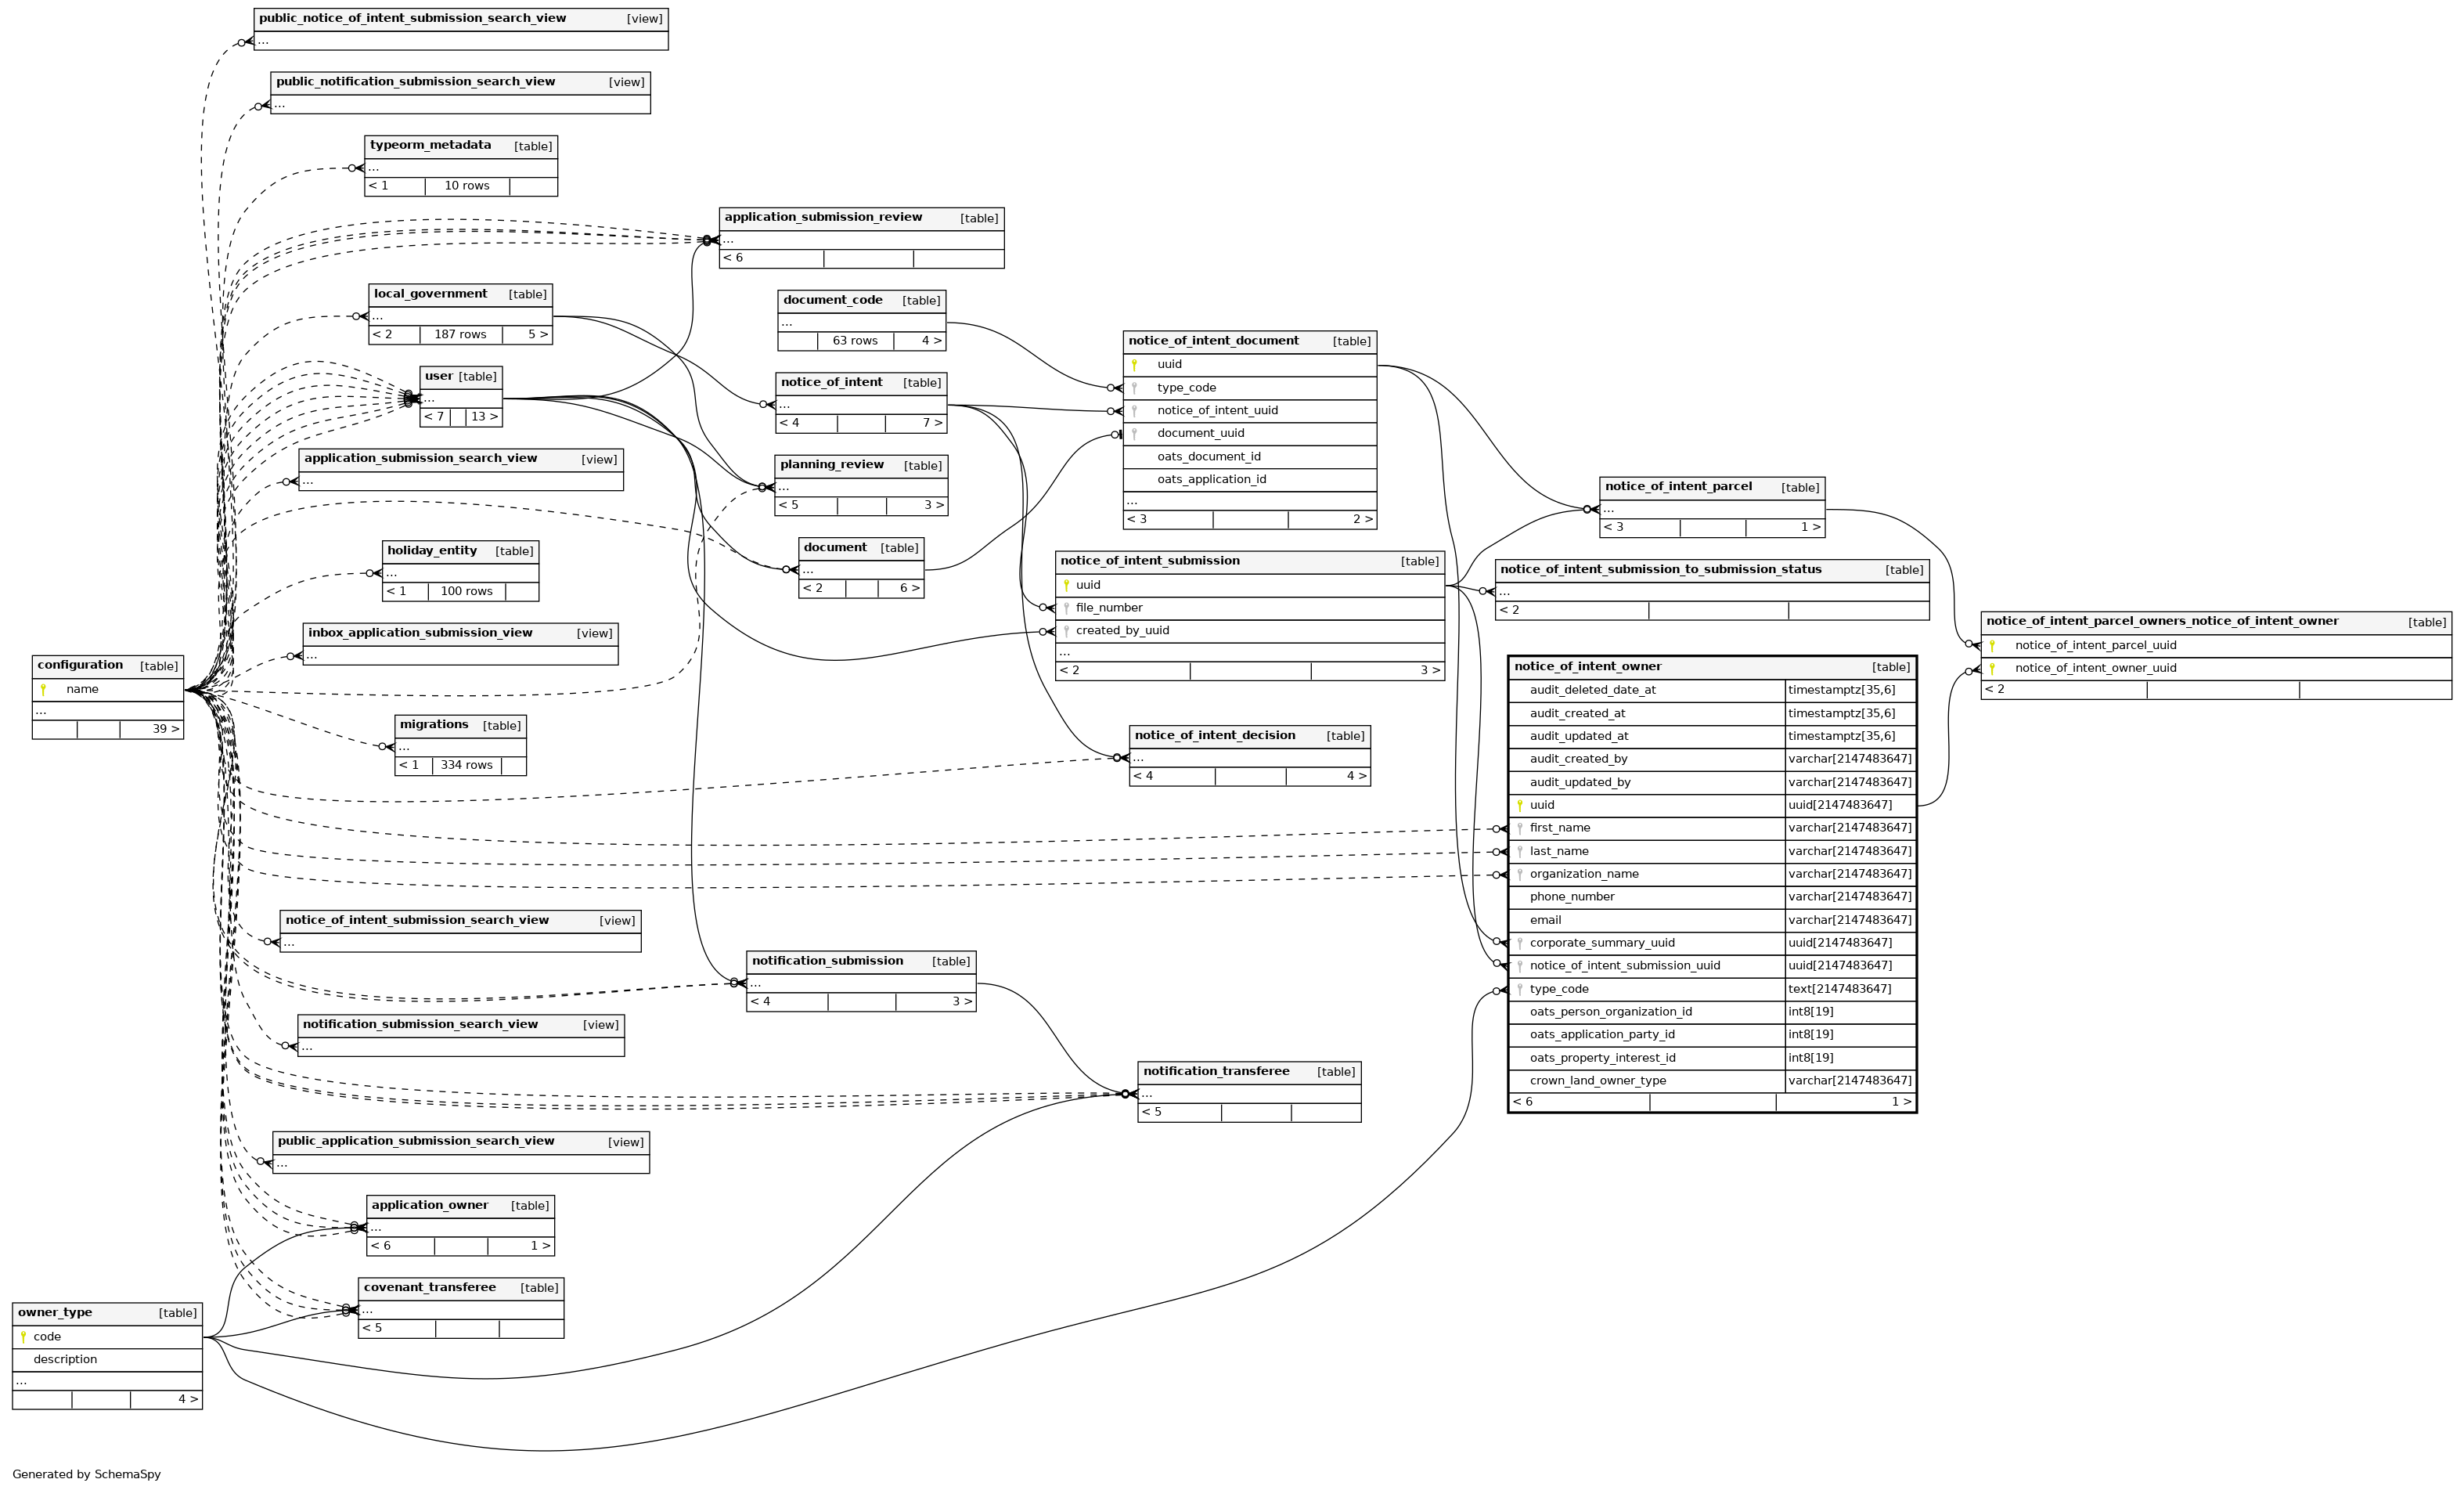 public_notice_of_intent_submission_search_view [view]
...
public_notification_submission_search_view [view]
...
typeorm_metadata [table]
...
< 1 10 rows
application_submission_review [table]
...
< 6
local_government [table]
...
< 2 187 rows 5 >
document_code [table]
...
63 rows 4 >
notice_of_intent_document [table]
uuid
type_code
notice_of_intent_uuid
document_uuid
oats_document_id
oats_application_id
...
< 3 2 >
user [table]
...
< 7 13 >
notice_of_intent [table]
...
< 4 7 >
application_submission_search_view [view]
...
planning_review [table]
...
< 5 3 >
notice_of_intent_parcel [table]
...
< 3 1 >
holiday_entity [table]
...
< 1 100 rows
document [table]
...
< 2 6 >
notice_of_intent_submission [table]
uuid
file_number
created_by_uuid
...
< 2 3 >
notice_of_intent_submission_to_submission_status [table]
...
< 2
notice_of_intent_parcel_owners_notice_of_intent_owner [table]
notice_of_intent_parcel_uuid
notice_of_intent_owner_uuid
< 2
inbox_application_submission_view [view]
...
configuration [table]
name
...
39 >
notice_of_intent_owner [table]
audit_deleted_date_at timestamptz[35,6]
audit_created_at timestamptz[35,6]
audit_updated_at timestamptz[35,6]
audit_created_by varchar[2147483647]
audit_updated_by varchar[2147483647]
uuid uuid[2147483647]
first_name varchar[2147483647]
last_name varchar[2147483647]
organization_name varchar[2147483647]
phone_number varchar[2147483647]
email varchar[2147483647]
corporate_summary_uuid uuid[2147483647]
notice_of_intent_submission_uuid uuid[2147483647]
type_code text[2147483647]
oats_person_organization_id int8[19]
oats_application_party_id int8[19]
oats_property_interest_id int8[19]
crown_land_owner_type varchar[2147483647]
< 6 1 >
migrations [table]
...
< 1 334 rows
notice_of_intent_decision [table]
...
< 4 4 >
notice_of_intent_submission_search_view [view]
...
notification_submission [table]
...
< 4 3 >
notification_submission_search_view [view]
...
notification_transferee [table]
...
< 5
public_application_submission_search_view [view]
...
application_owner [table]
...
< 6 1 >
covenant_transferee [table]
...
< 5
owner_type [table]
code
description
...
4 >
Generated by SchemaSpy